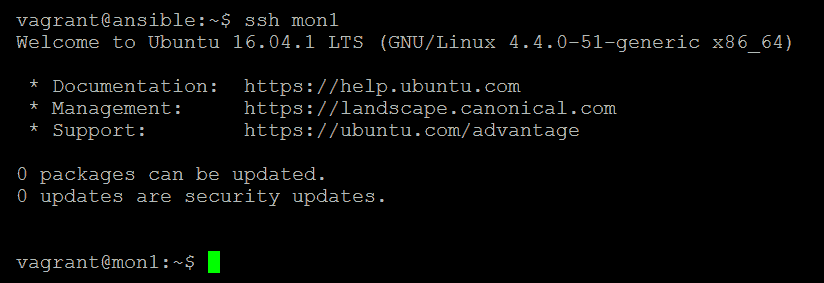 vagrant@ansible:~$ ssh mon1
Welcome to Ubuntu 16.04.1 LTS (GNU/Linux 4.4.0-51-generic x86_64)
* Documentation:  https://help.ubuntu.com
* Management:     https://landscape.canonical.com
* Support:        https://ubuntu.com/advantage
0 packages can be updated.
0 updates are security updates.
vagrant@mon1:~$